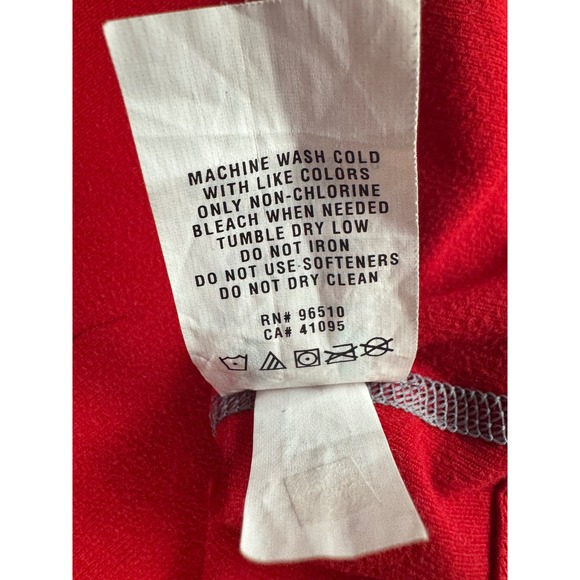 MACHINE WASH COLD
WITH LIKE COLORS
ONLY NON-CHLORINE
BLEACH WHEN NEEDED
TUMBLE DRY LOW
DO NOT IRON
DO NOT USE SOFTENERS
DO NOT DRY CLEAN
RN# 96510
CA# 41095